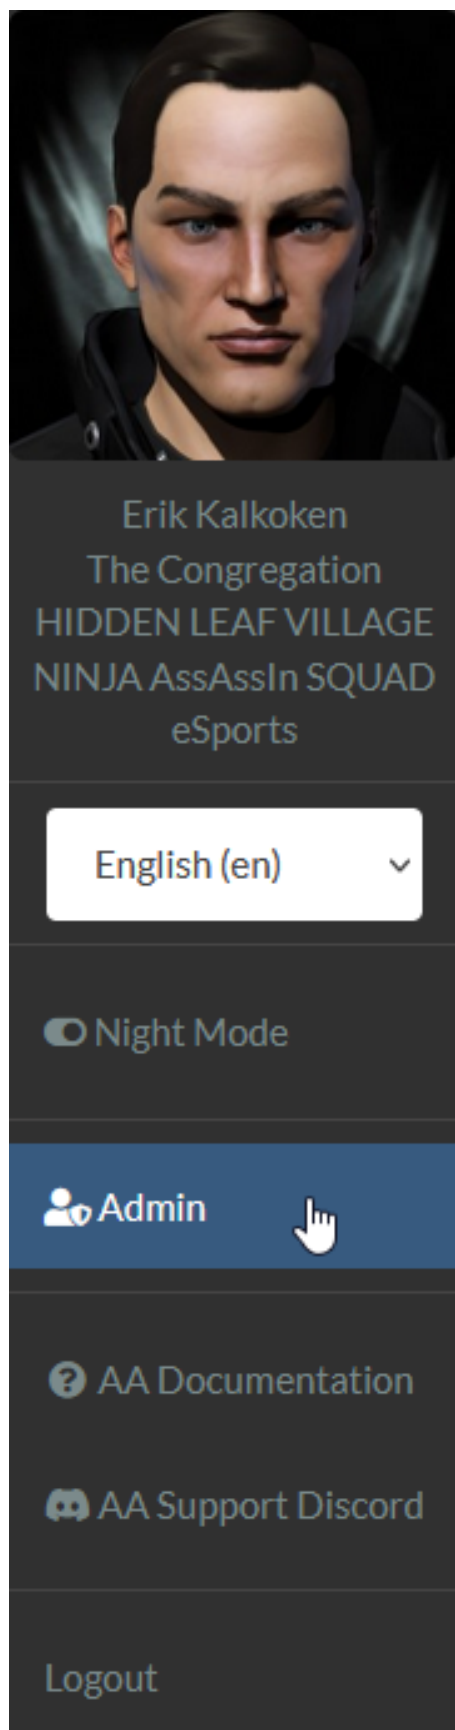 Erik Kalkoken
The Congregation
HIDDEN LEAF VILLAGE
NINJA AssAssIn SQUAD
eSports
English (en)
Night Mode
Admin
AA Documentation
AA Support Discord
Logout